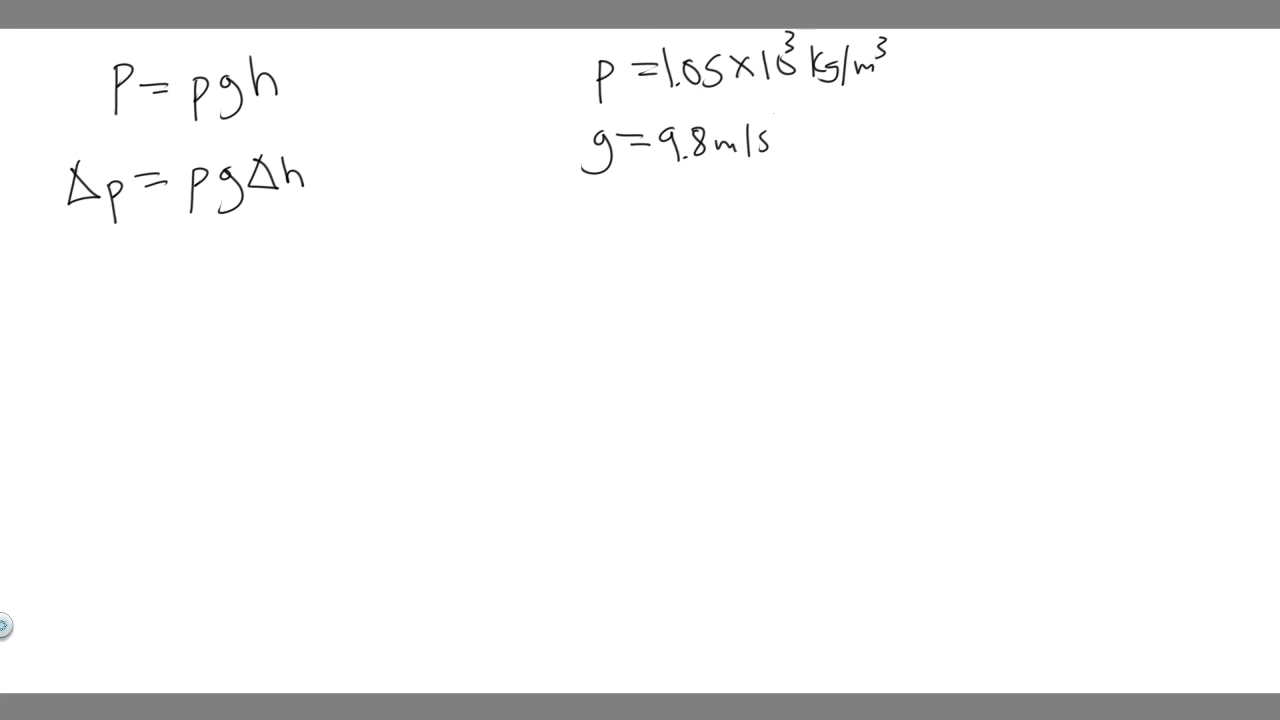 P = ρgh
Δp = ρgΔh
ρ = 1.05 × 10³ kg/m³
g = 9.8 m/s